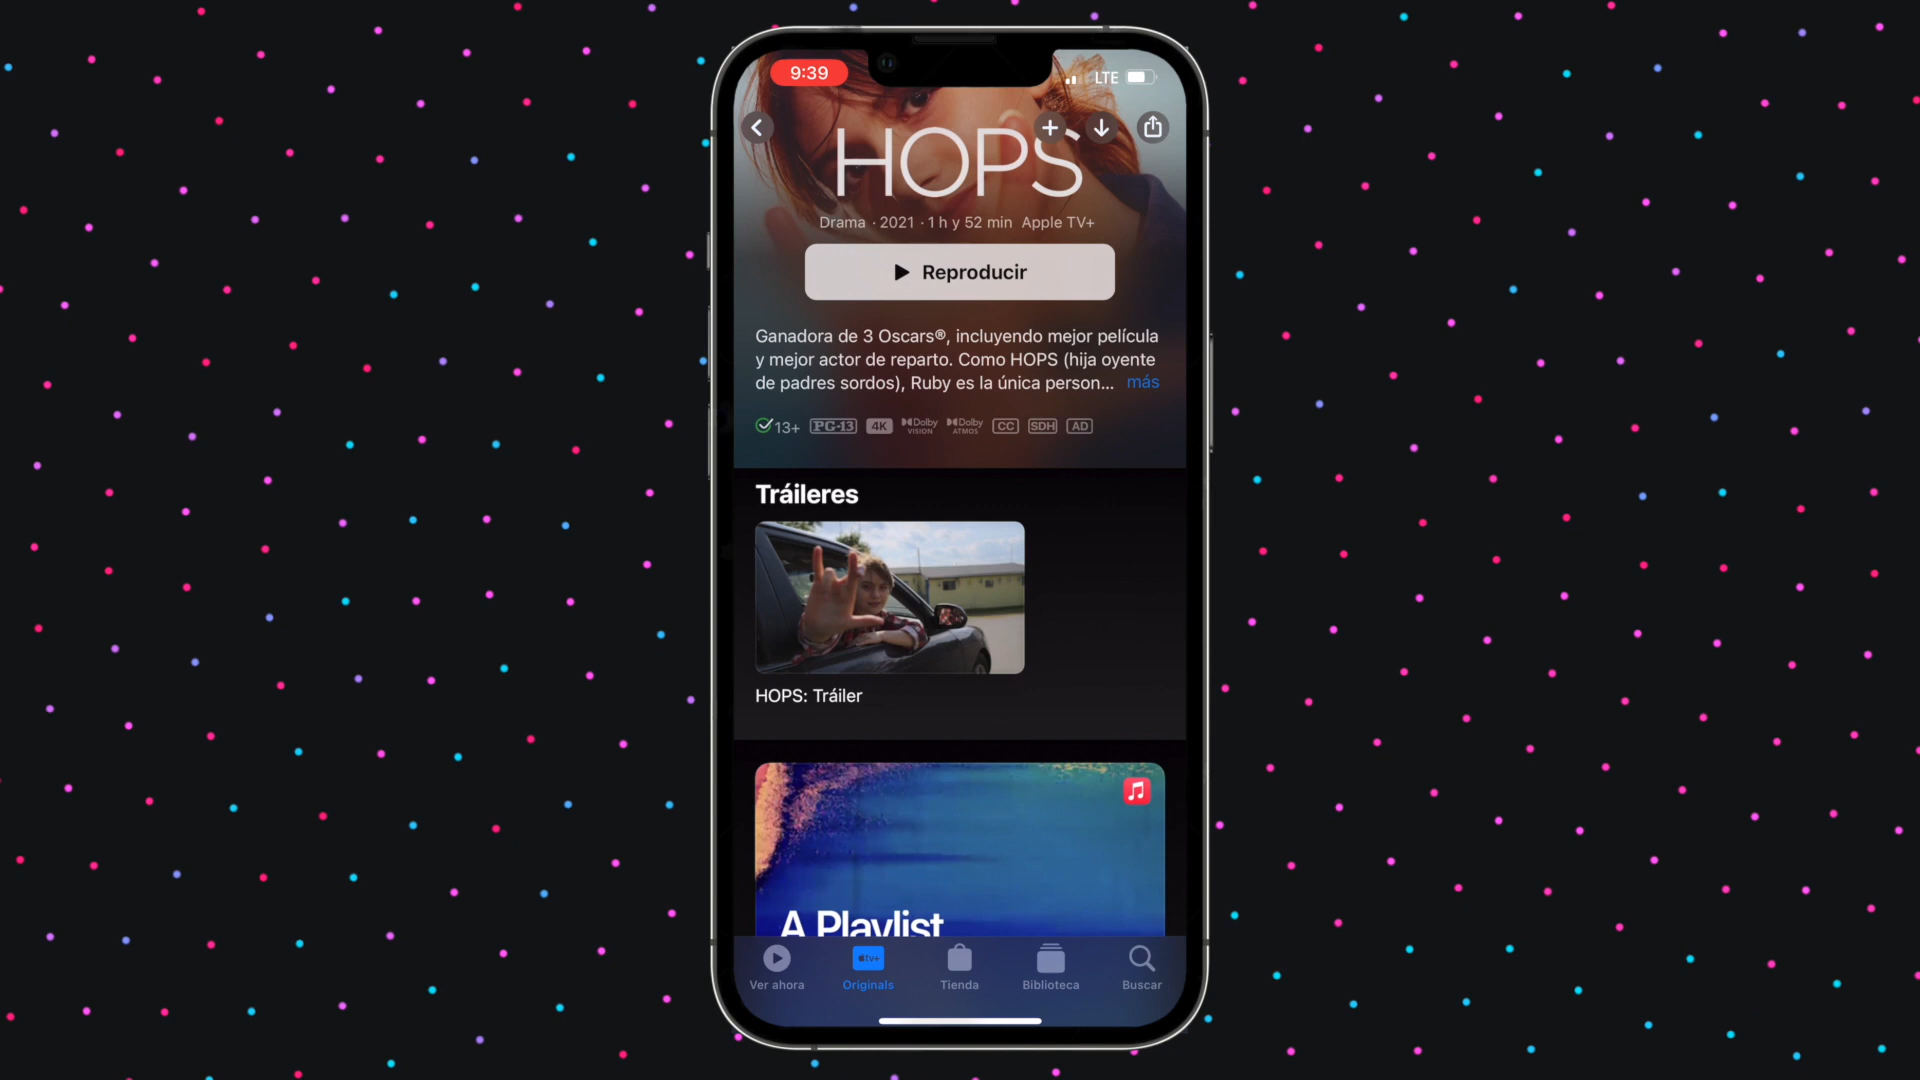 9:39
LTE
HOPS
Drama · 2021 · 1 h y 52 min Apple TV+
Reproducir
Ganadora de 3 Oscars®, incluyendo mejor película
y mejor actor de reparto. Como HOPS (hija oyente
de padres sordos), Ruby es la única person... más
13+ PG-13 4K Dolby VISION Dolby ATMOS CC SDH AD
Tráileres
HOPS: Tráiler
A Playlist
tv+
Ver ahora Originals Tienda Biblioteca Buscar